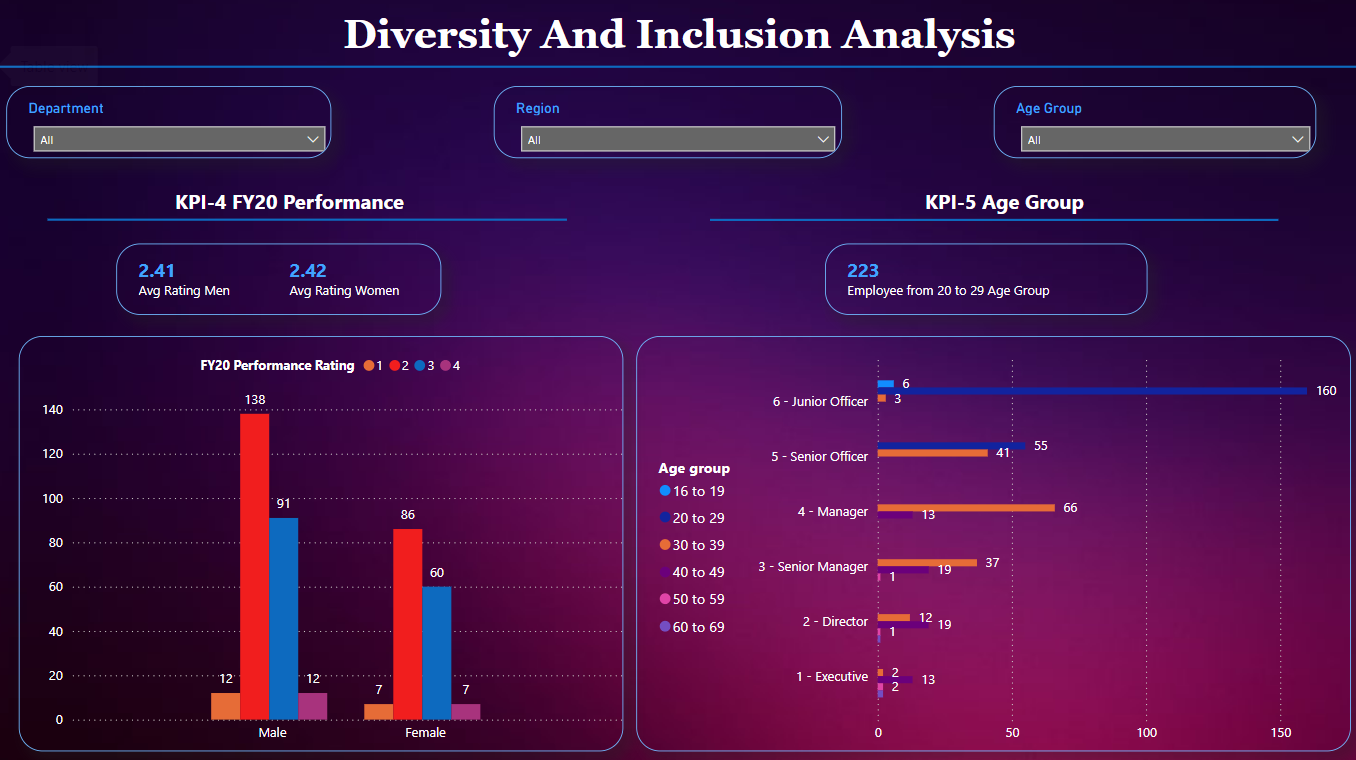 Diversity And Inclusion Analysis
Department
All
Region
All
Age Group
All
KPI-4 FY20 Performance
2.41
Avg Rating Men
2.42
Avg Rating Women
FY20 Performance Rating 1 2 3 4
140
120
100
80
60
40
20
0
12
138
91
12
7
86
60
7
Male
Female
KPI-5 Age Group
223
Employee from 20 to 29 Age Group
Age group
16 to 19
20 to 29
30 to 39
40 to 49
50 to 59
60 to 69
6 - Junior Officer
6
160
3
5 - Senior Officer
55
41
4 - Manager
66
13
3 - Senior Manager
37
19
1
2 - Director
12
19
1
1 - Executive
2
13
2
0
50
100
150